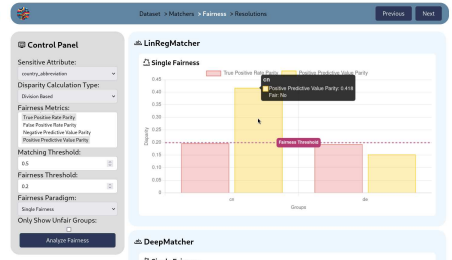 Dataset > Matchers > Fairness > Resolutions
Previous
Next
Control Panel
Sensitive Attribute:
country_abbreviation
Disparity Calculation Type:
Division Based
Fairness Metrics:
True Positive Rate Parity
False Positive Rate Parity
Negative Predictive Value Parity
Positive Predictive Value Parity
Matching Threshold:
0.5
Fairness Threshold:
0.2
Fairness Paradigm:
Single Fairness
Only Show Unfair Groups:
Analyze Fairness
LinRegMatcher
Single Fairness
True Positive Rate Parity
Positive Predictive Value Parity
cn
Positive Predictive Value Parity: 0.418
Fair: No
0.45
0.40
0.35
0.30
0.25
0.20
0.15
0.10
0.05
0
Disparity
Fairness Threshold
cn
de
Groups
DeepMatcher